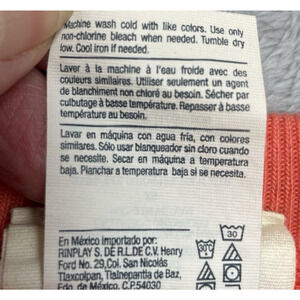 Machine wash cold with like colors. Use only
non-chlorine bleach when needed. Tumble dry
low. Cool iron if needed.
Laver à la machine à l'eau froide avec des
couleurs similaires. Utiliser seulement un agent
de blanchiment non chloré au besoin. Sécher par
culbutage à basse température. Repasser à basse
température au besoin.
Lavar en máquina con agua fría, con colores
similares. Sólo usar blanqueador sin cloro cuando
se necesite. Secar en máquina a temperatura
baja. Planchar a temperatura baja si se necesita.
En México importado por:
RINPLAY S. DE R.L.DE C.V. Henry
Ford No. 29,Col. San Nicolás
Tlaxcolpan, Tlalnepantla de Baz,
Edo. de México, C.P.54030
30
30